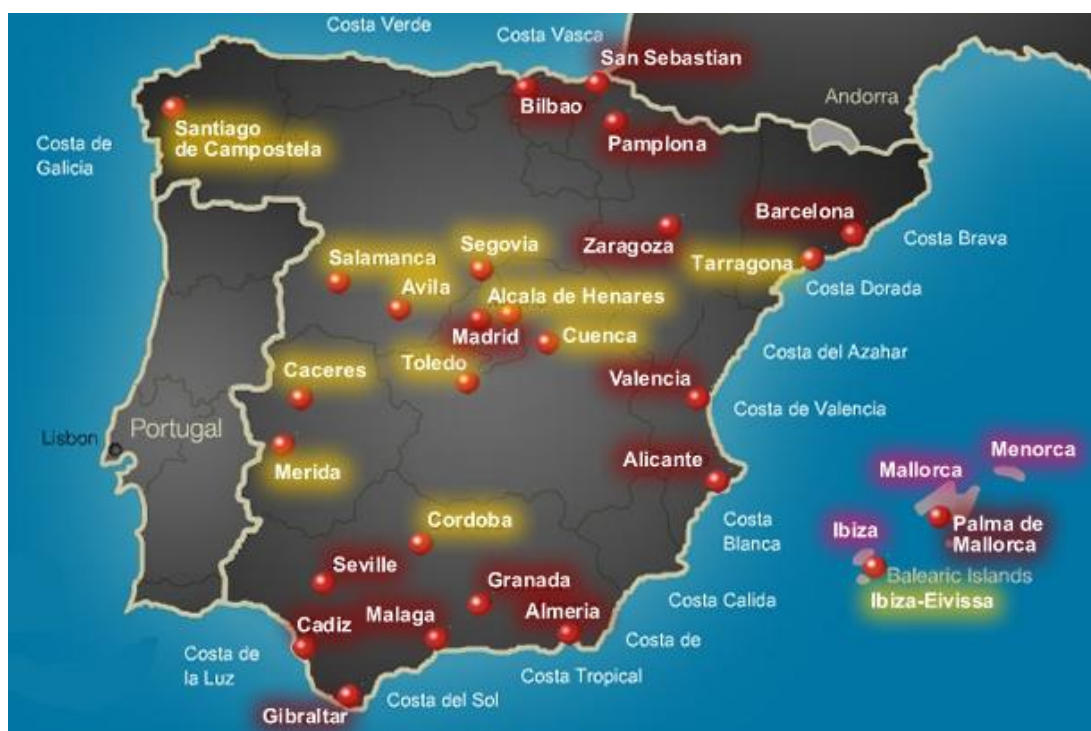 Costa Verde
Costa Vasca
San Sebastian
Bilbao
Andorra
Santiago
de Campostela
Costa de
Galicia
Pamplona
Barcelona
Zaragoza
Costa Brava
Segovia
Salamanca
Tarragona
Avila
Alcala de Henares
Costa Dorada
Madrid
Cuenca
Costa del Azahar
Toledo
Caceres
Valencia
Costa de Valencia
Portugal
Lisbon
Merida
Alicante
Menorca
Mallorca
Cordoba
Costa
Blanca
Ibiza
Palma de
Mallorca
Seville
Granada
Balearic Islands
Ibiza-Eivissa
Costa Calida
Malaga
Almeria
Cadiz
Costa de
Costa de
la Luz
Costa Tropical
Costa del Sol
Gibraltar